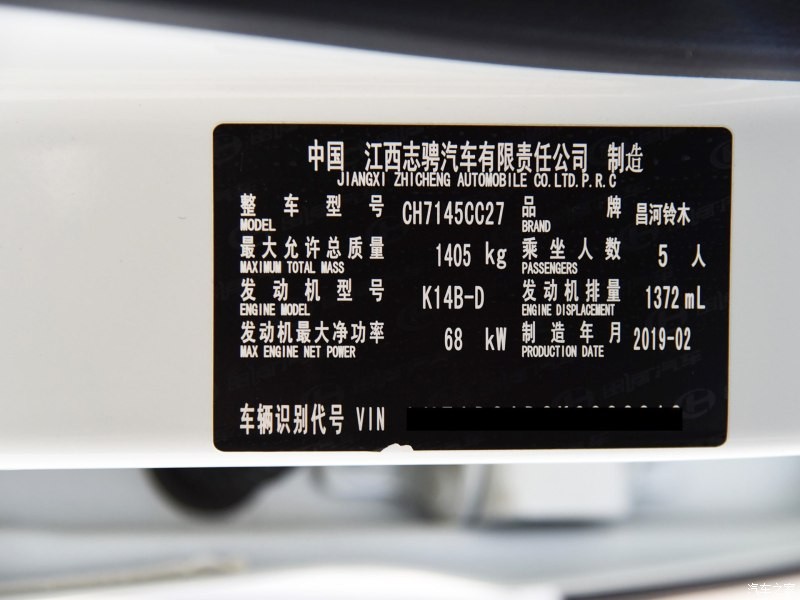 中国 江西志骋汽车有限责任公司 制造
JIANGXI ZHICHENG AUTOMOBILE CO.LTD.P.R.C
整车型号 CH7145CC27 品牌 昌河铃木
MODEL BRAND
最大允许总质量 1405 kg 乘坐人数 5 人
MAXIMUM TOTAL MASS PASSENGERS
发动机型号 K14B-D 发动机排量 1372 mL
ENGINE MODEL ENGINE DISPLACEMENT
发动机最大净功率 68 kW 制造年月 2019-02
MAX ENGINE NET POWER PRODUCTION DATE
车辆识别代号 VIN
汽车之家